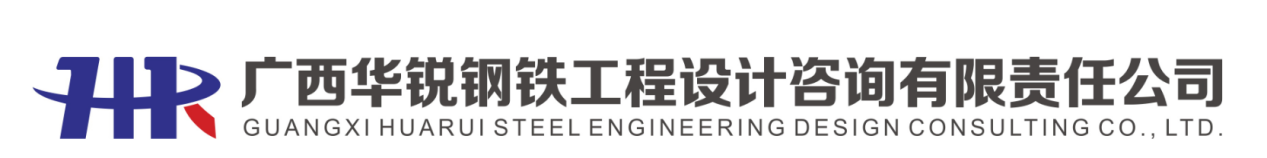 HR 广西华锐钢铁工程设计咨询有限责任公司
GUANGXI HUARUI STEEL ENGINEERING DESIGN CONSULTING CO., LTD.